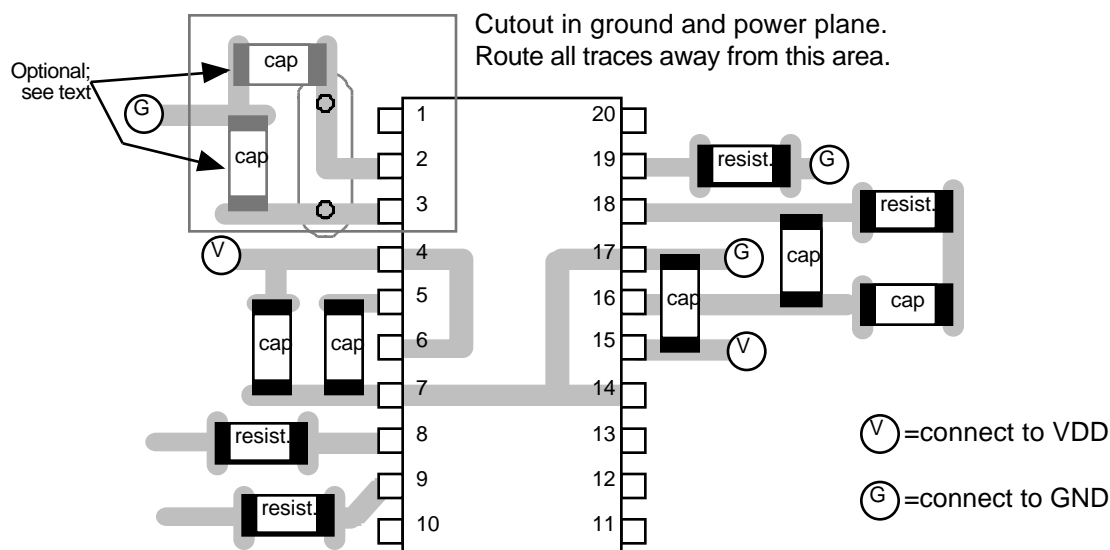 Cutout in ground and power plane.
Route all traces away from this area.
Optional;
see text
cap
G
cap
1
20
2
19
resist.
G
3
18
resist.
V
4
17
G
cap
5
16
cap
cap
cap
cap
6
15
V
7
14
resist.
8
13
V
=connect to VDD
9
12
resist.
G
=connect to GND
10
11